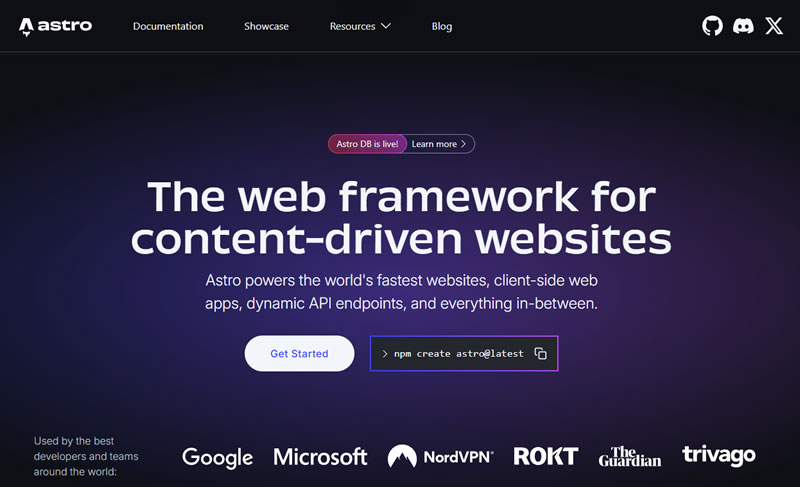 astro
Documentation
Showcase
Resources
Blog
Astro DB is live!
Learn more
The web framework for
content-driven websites
Astro powers the world's fastest websites, client-side web
apps, dynamic API endpoints, and everything in-between.
Get Started
> npm create astro@latest
Used by the best
developers and teams
around the world:
Google
Microsoft
NordVPN®
ROKT
The
Guardian
trivago